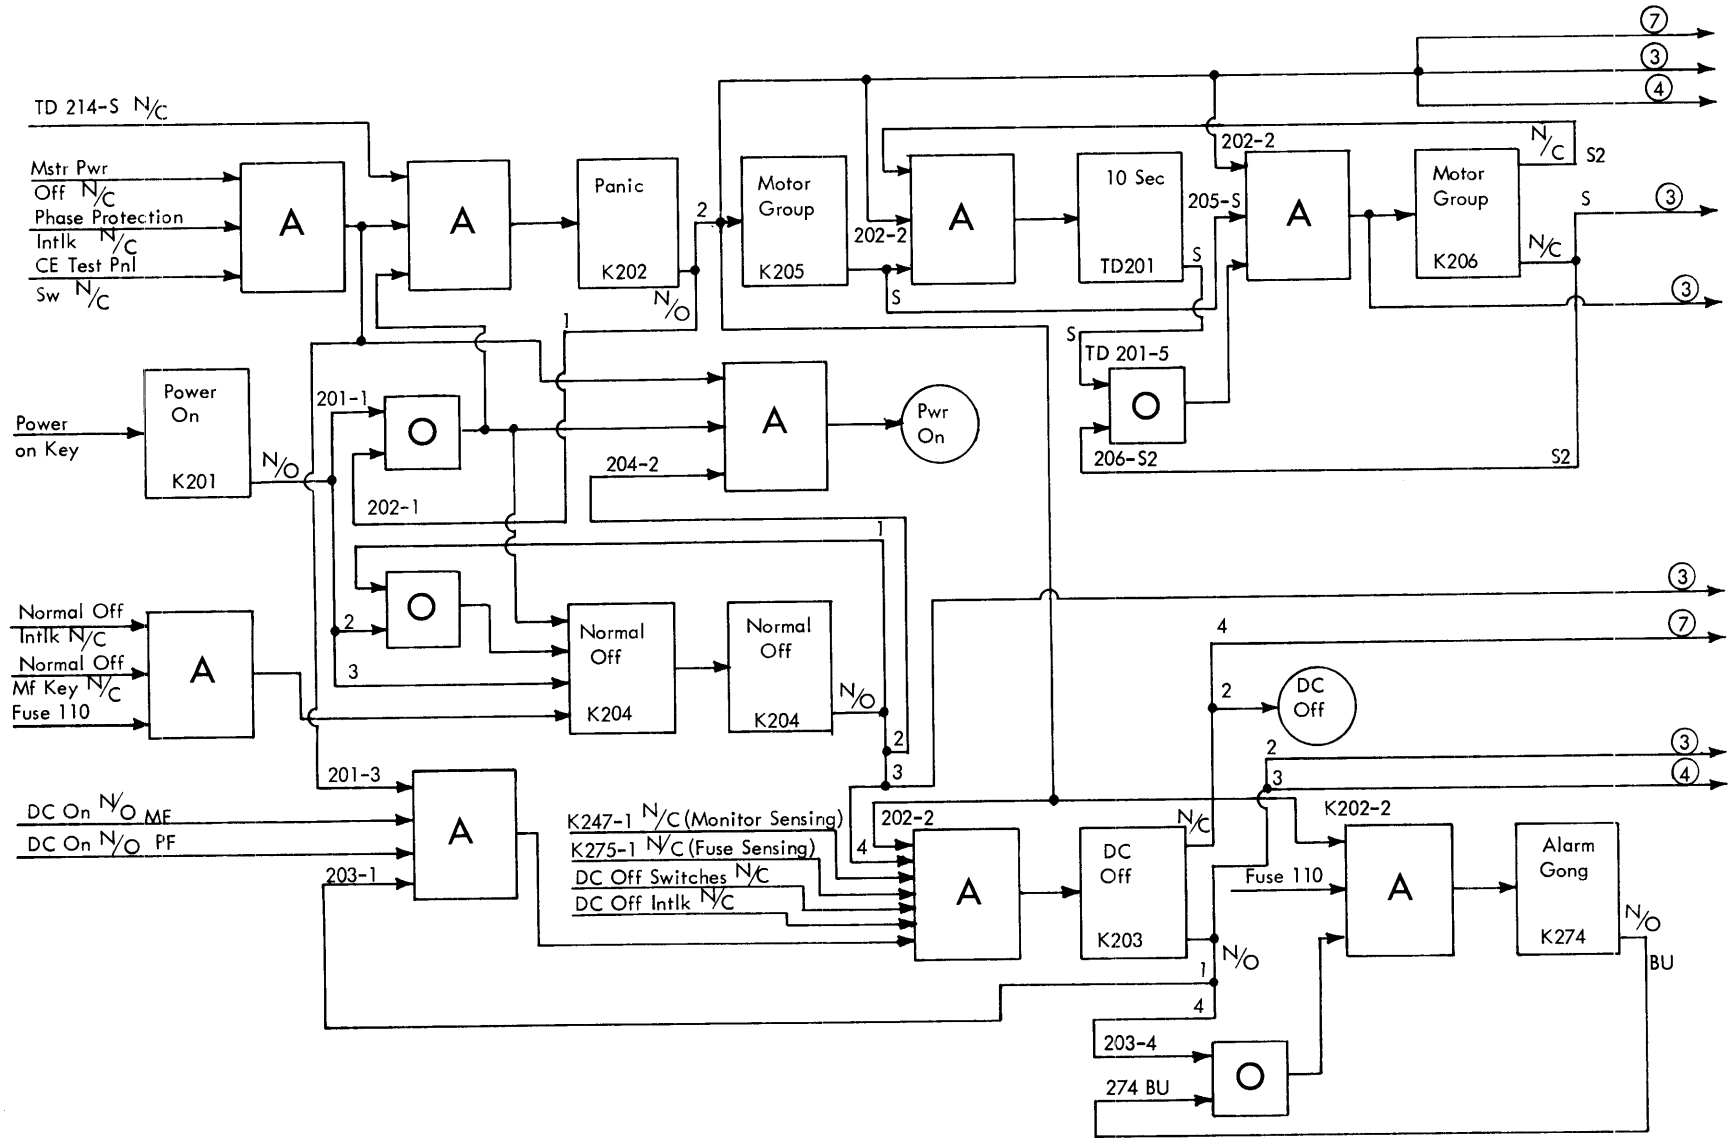 7
3
4
TD 214-S N/C
Mstr Pwr
Off N/C
Phase Protection
Intlk N/C
CE Test Pnl
Sw N/C
A
A
Panic
K202
N/O
2
1
Motor
Group
K205
S
202-2
A
10 Sec
TD201
S
202-2
205-S
A
Motor
Group
K206
N/C
S2
S
N/C
3
3
S
TD 201-5
O
206-S2
S2
Power
on Key
Power
On
K201
N/O
201-1
O
202-1
204-2
A
Pwr
On
1
O
2
3
Normal Off
Intlk N/C
Normal Off
Mf Key N/C
Fuse 110
A
Normal
Off
K204
Normal
Off
K204
N/O
2
3
3
4
7
2
DC
Off
2
3
3
4
201-3
DC On N/O MF
DC On N/O PF
203-1
A
K247-1 N/C (Monitor Sensing)
K275-1 N/C (Fuse Sensing)
DC Off Switches N/C
DC Off Intlk N/C
202-2
4
A
DC
Off
K203
N/C
N/O
1
4
K202-2
Fuse 110
A
Alarm
Gong
K274
N/O
BU
203-4
274 BU
O